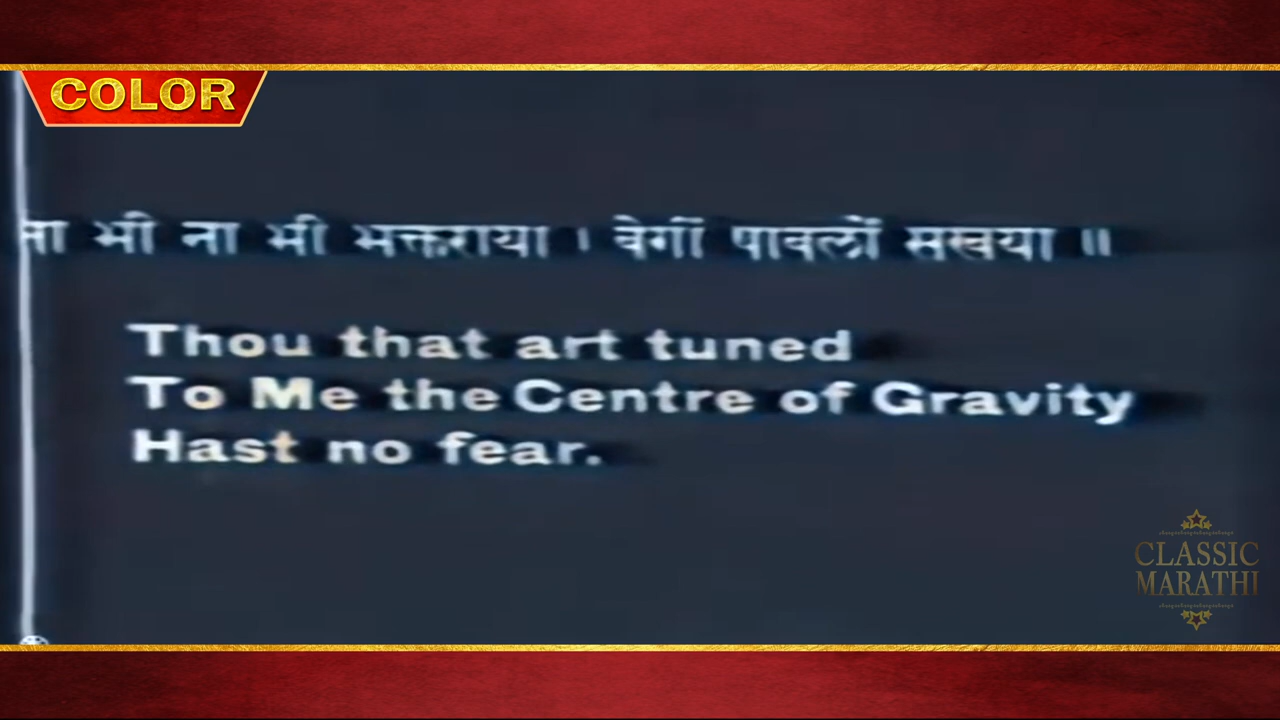 COLOR
ना भी ना भी भक्तराया । वेगीं पावलों सखया ॥
Thou that art tuned
To Me the Centre of Gravity
Hast no fear.
CLASSIC
MARATHI